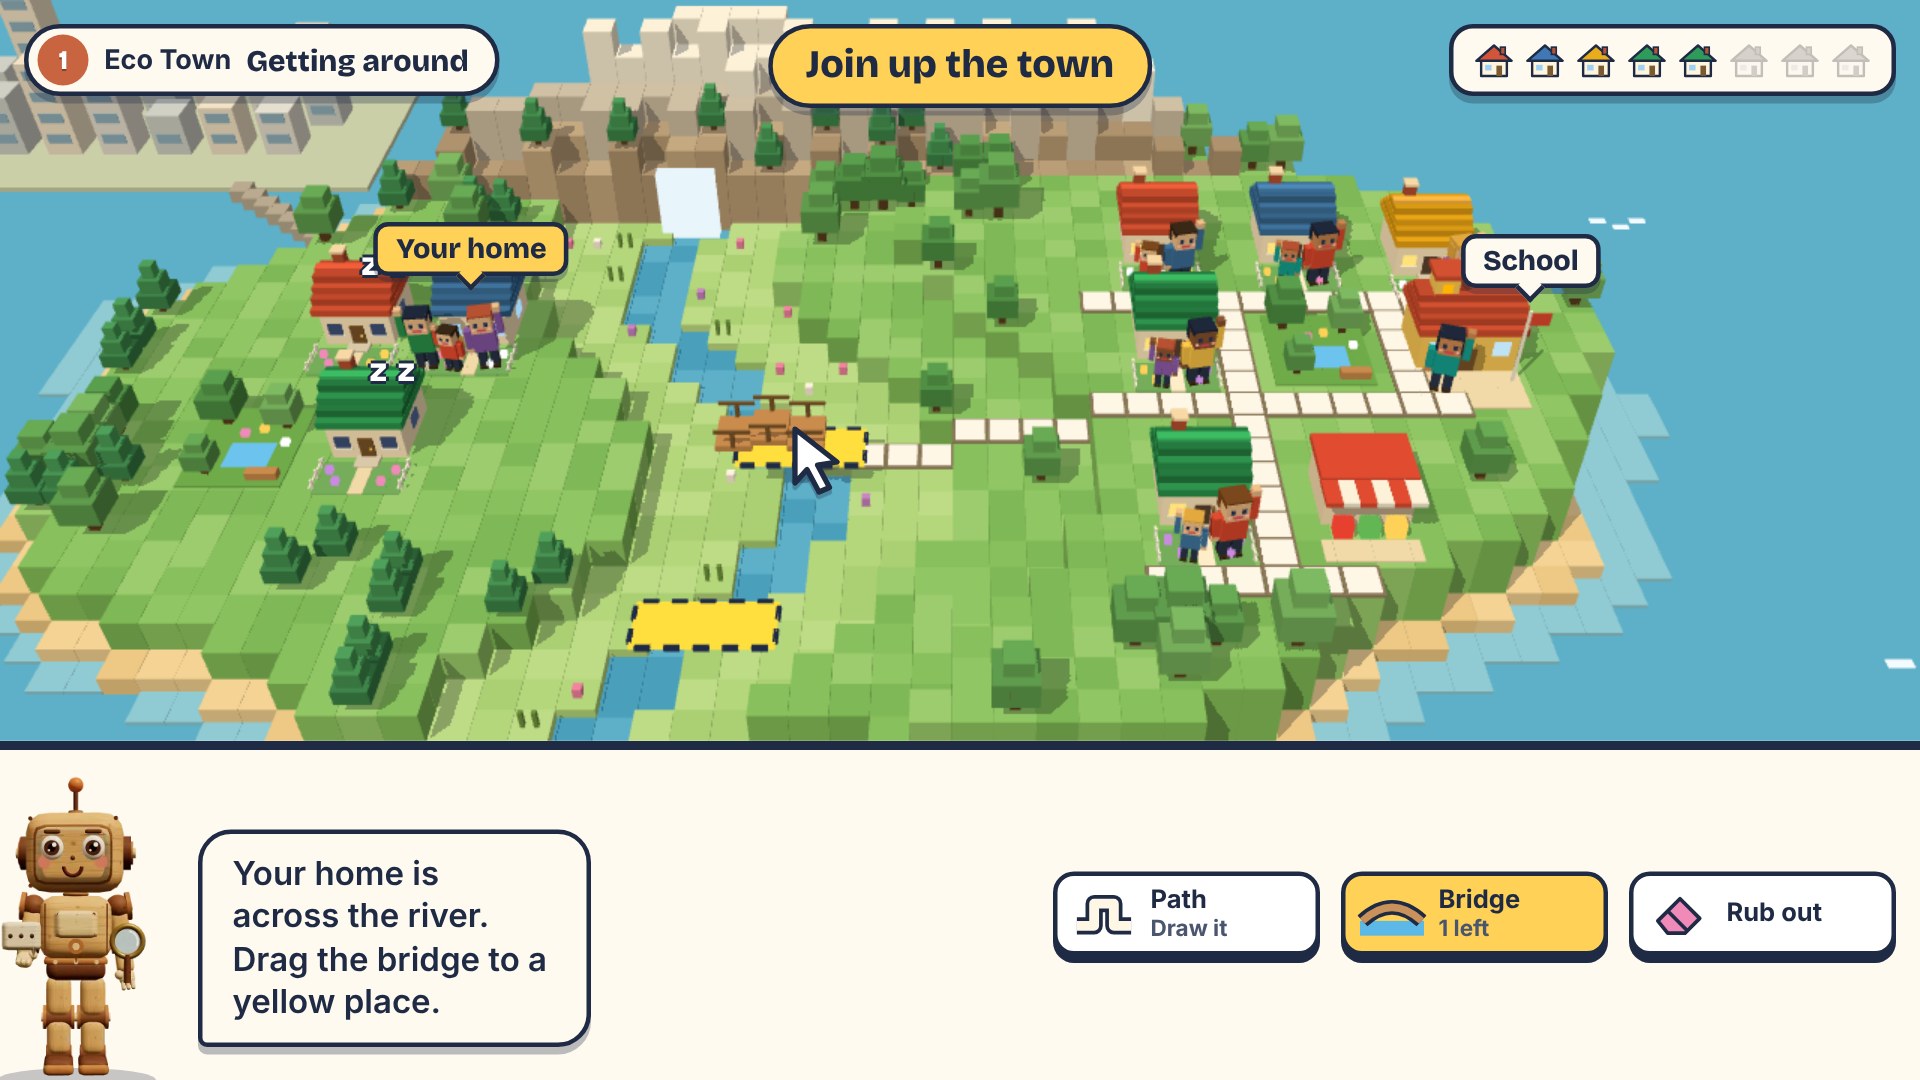 1 Eco Town Getting around
Join up the town
Your home
School
z
z z
Your home is
across the river.
Drag the bridge to a
yellow place.
Path
Draw it
Bridge
1 left
Rub out